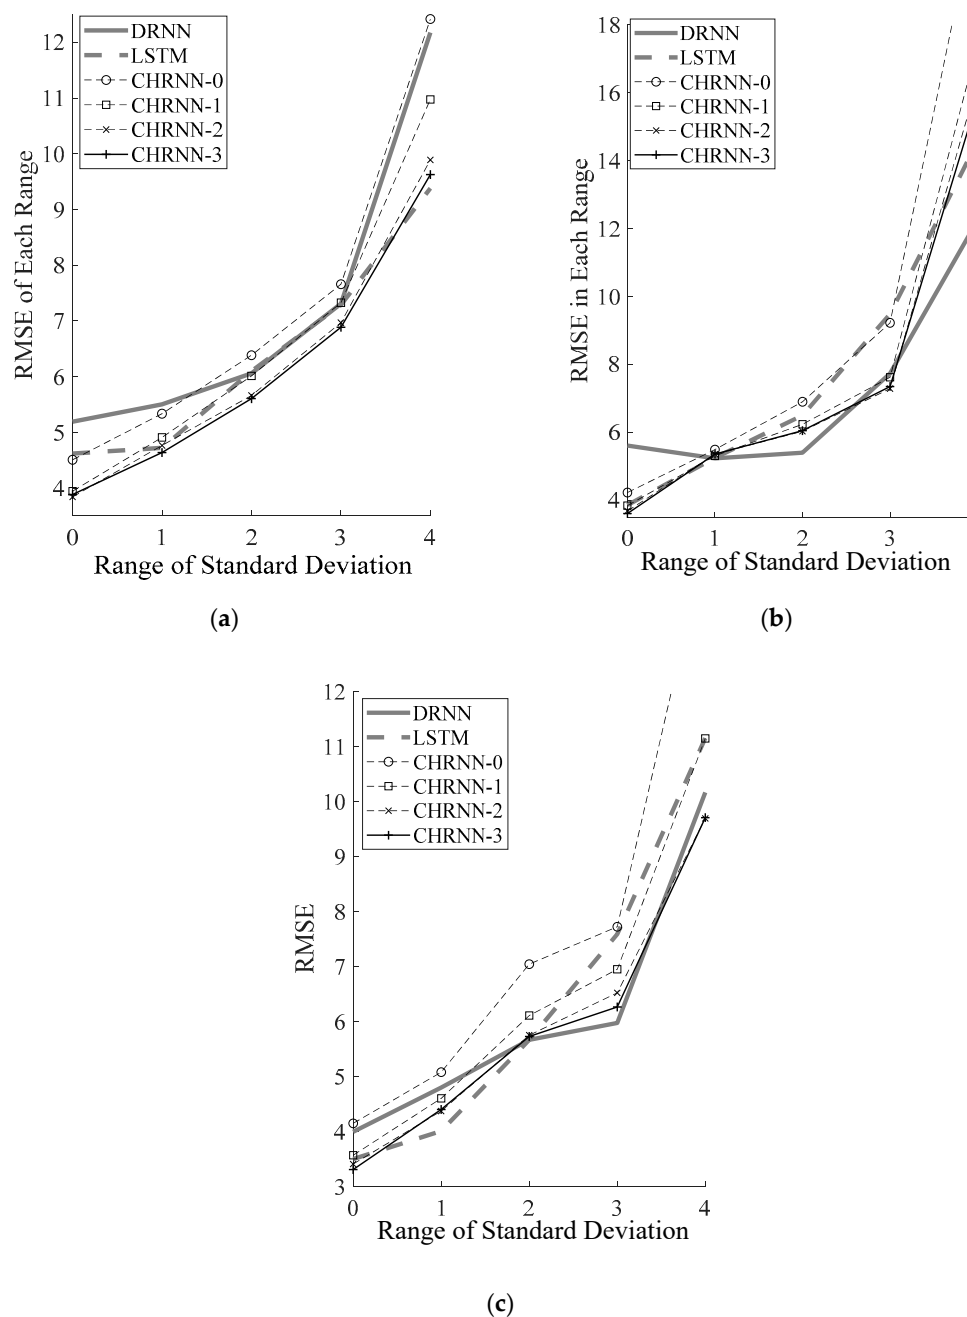 12
11
10
9
8
7
6
5
4
RMSE of Each Range
DRNN
LSTM
CHRNN-0
CHRNN-1
CHRNN-2
CHRNN-3
0 1 2 3 4
Range of Standard Deviation
(a)
18
16
14
12
10
8
6
4
RMSE in Each Range
DRNN
LSTM
CHRNN-0
CHRNN-1
CHRNN-2
CHRNN-3
0 1 2 3
Range of Standard Deviation
(b)
12
11
10
9
8
7
6
5
4
3
RMSE
DRNN
LSTM
CHRNN-0
CHRNN-1
CHRNN-2
CHRNN-3
0 1 2 3 4
Range of Standard Deviation
(c)